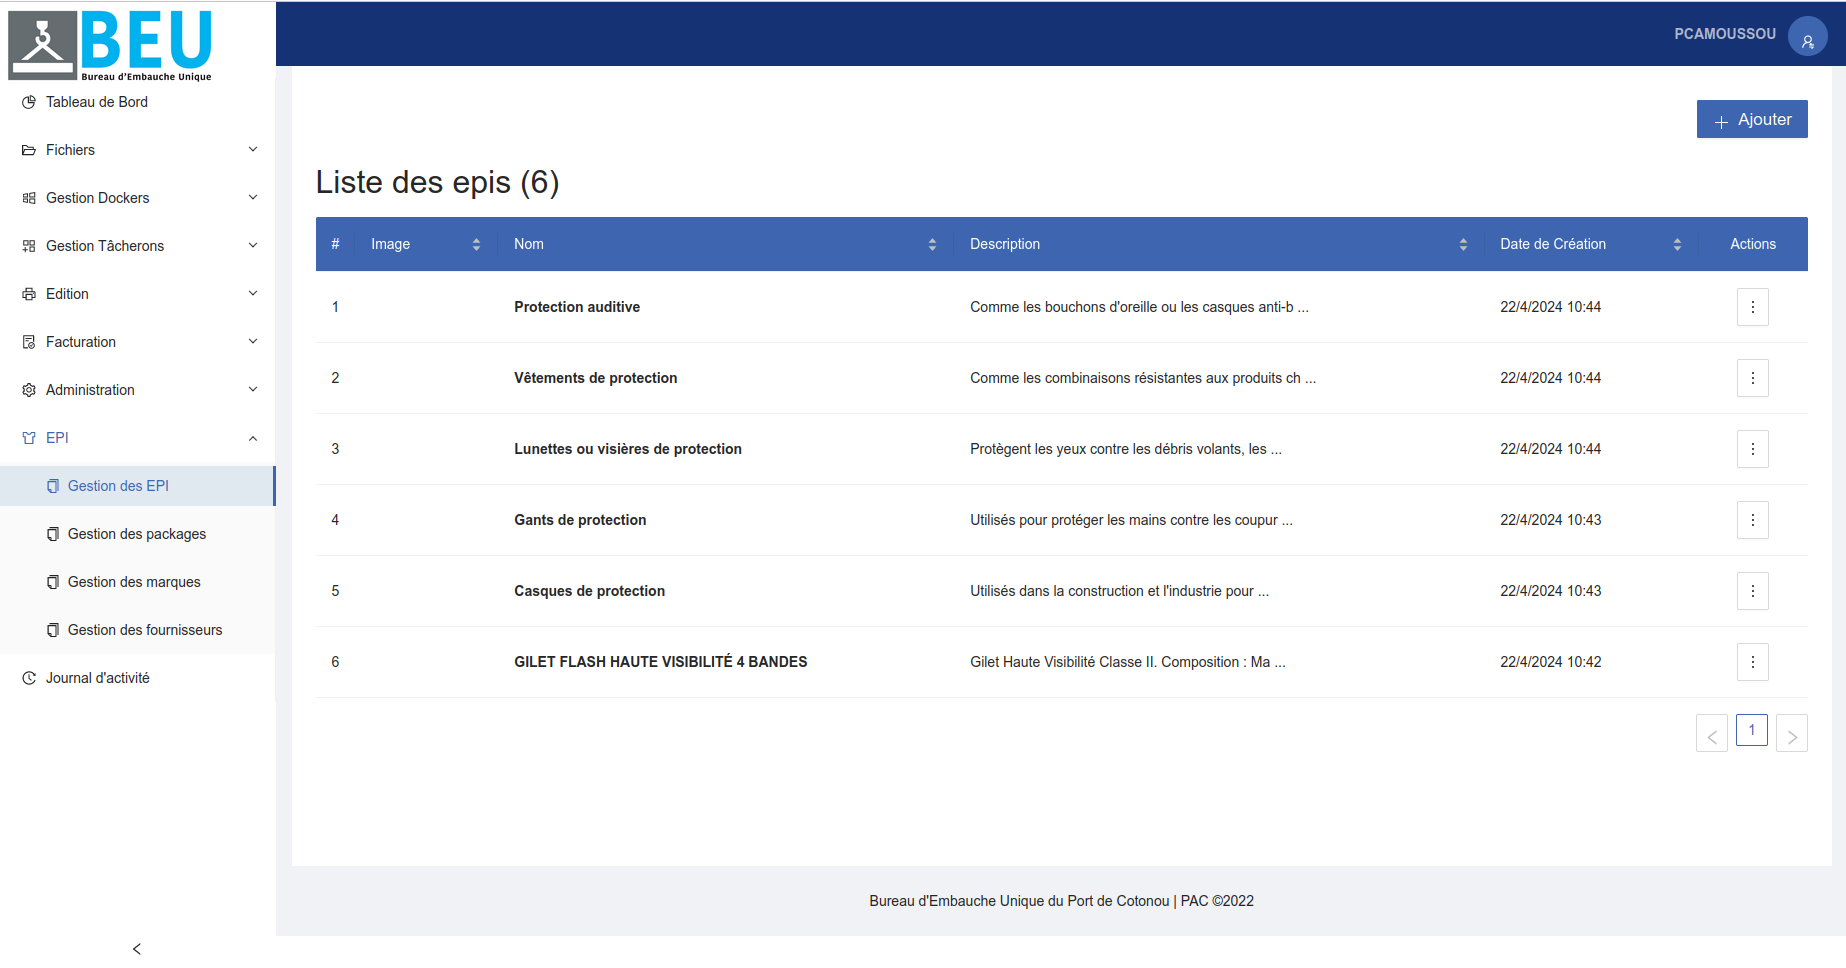 BEU
Bureau d'Embauche Unique
PCAMOUSSOU
Tableau de Bord
Fichiers
Gestion Dockers
Gestion Tâcherons
Edition
Facturation
Administration
EPI
Gestion des EPI
Gestion des packages
Gestion des marques
Gestion des fournisseurs
Journal d'activité
Ajouter
Liste des epis (6)
# Image Nom Description Date de Création Actions
1 Protection auditive Comme les bouchons d'oreille ou les casques anti-b ... 22/4/2024 10:44
2 Vêtements de protection Comme les combinaisons résistantes aux produits ch ... 22/4/2024 10:44
3 Lunettes ou visières de protection Protègent les yeux contre les débris volants, les ... 22/4/2024 10:44
4 Gants de protection Utilisés pour protéger les mains contre les coupur ... 22/4/2024 10:43
5 Casques de protection Utilisés dans la construction et l'industrie pour ... 22/4/2024 10:43
6 GILET FLASH HAUTE VISIBILITÉ 4 BANDES Gilet Haute Visibilité Classe II. Composition : Ma ... 22/4/2024 10:42
1
Bureau d'Embauche Unique du Port de Cotonou | PAC ©2022